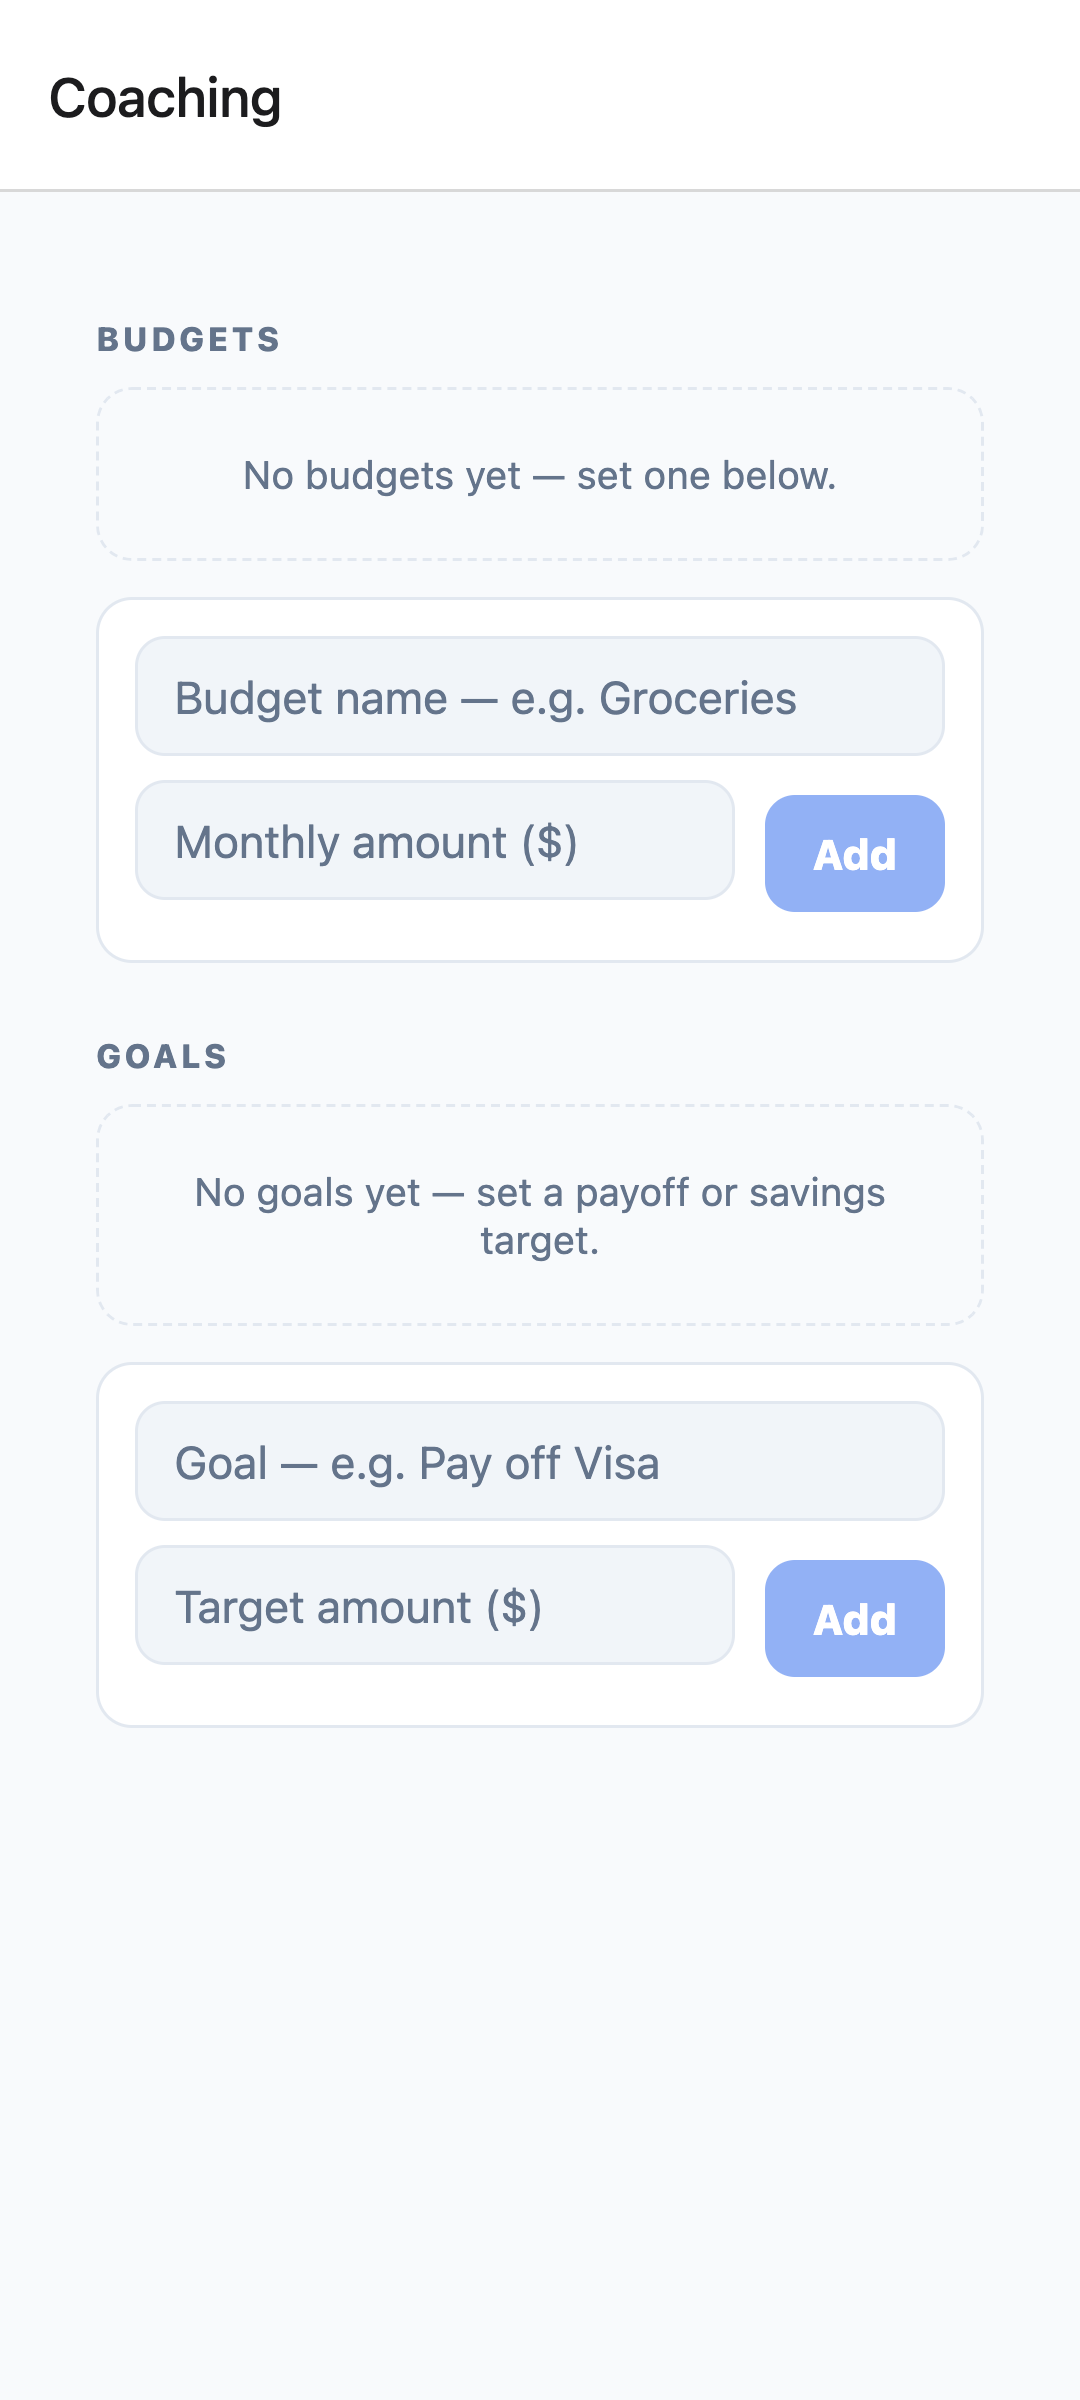 Coaching
BUDGETS
No budgets yet — set one below.
Budget name — e.g. Groceries
Monthly amount ($)
Add
GOALS
No goals yet — set a payoff or savings
target.
Goal — e.g. Pay off Visa
Target amount ($)
Add